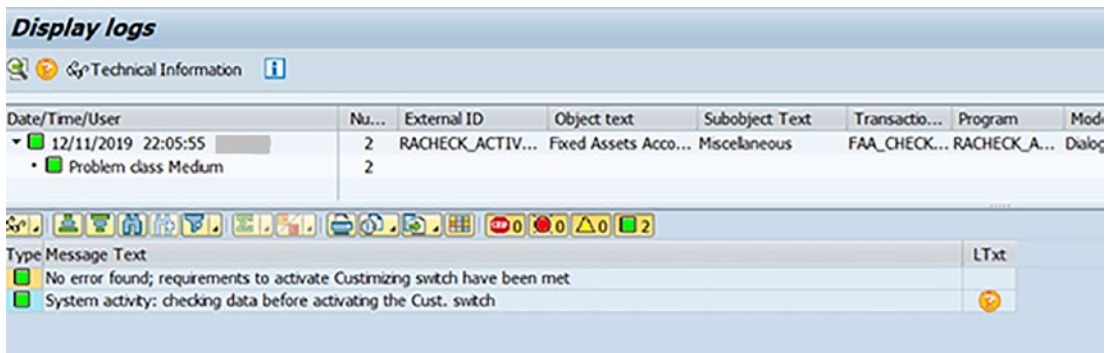 Display logs
Technical Information
Date/Time/User Nu... External ID Object text Subobject Text Transactio... Program Mode
12/11/2019 22:05:55 2 RACHECK_ACTIV... Fixed Assets Acco... Miscellaneous FAA_CHECK... RACHECK_A... Dialog
Problem class Medium 2
0 0 0 2
Type Message Text LTxt
No error found; requirements to activate Custimizing switch have been met
System activity: checking data before activating the Cust. switch